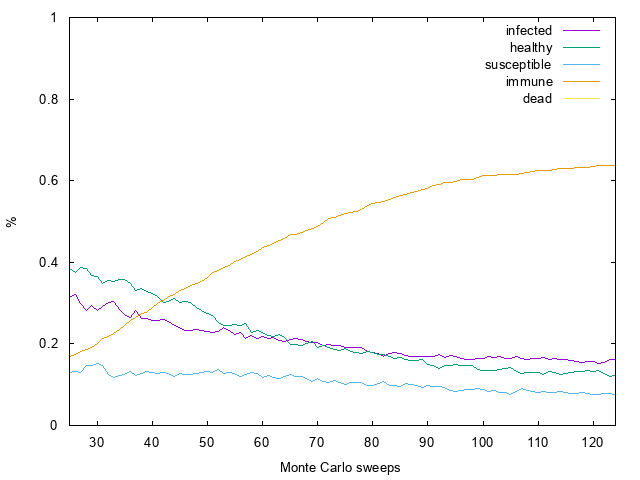 1
0.8
0.6
0.4
0.2
0
%
infected
healthy
susceptible
immune
dead
30 40 50 60 70 80 90 100 110 120
Monte Carlo sweeps